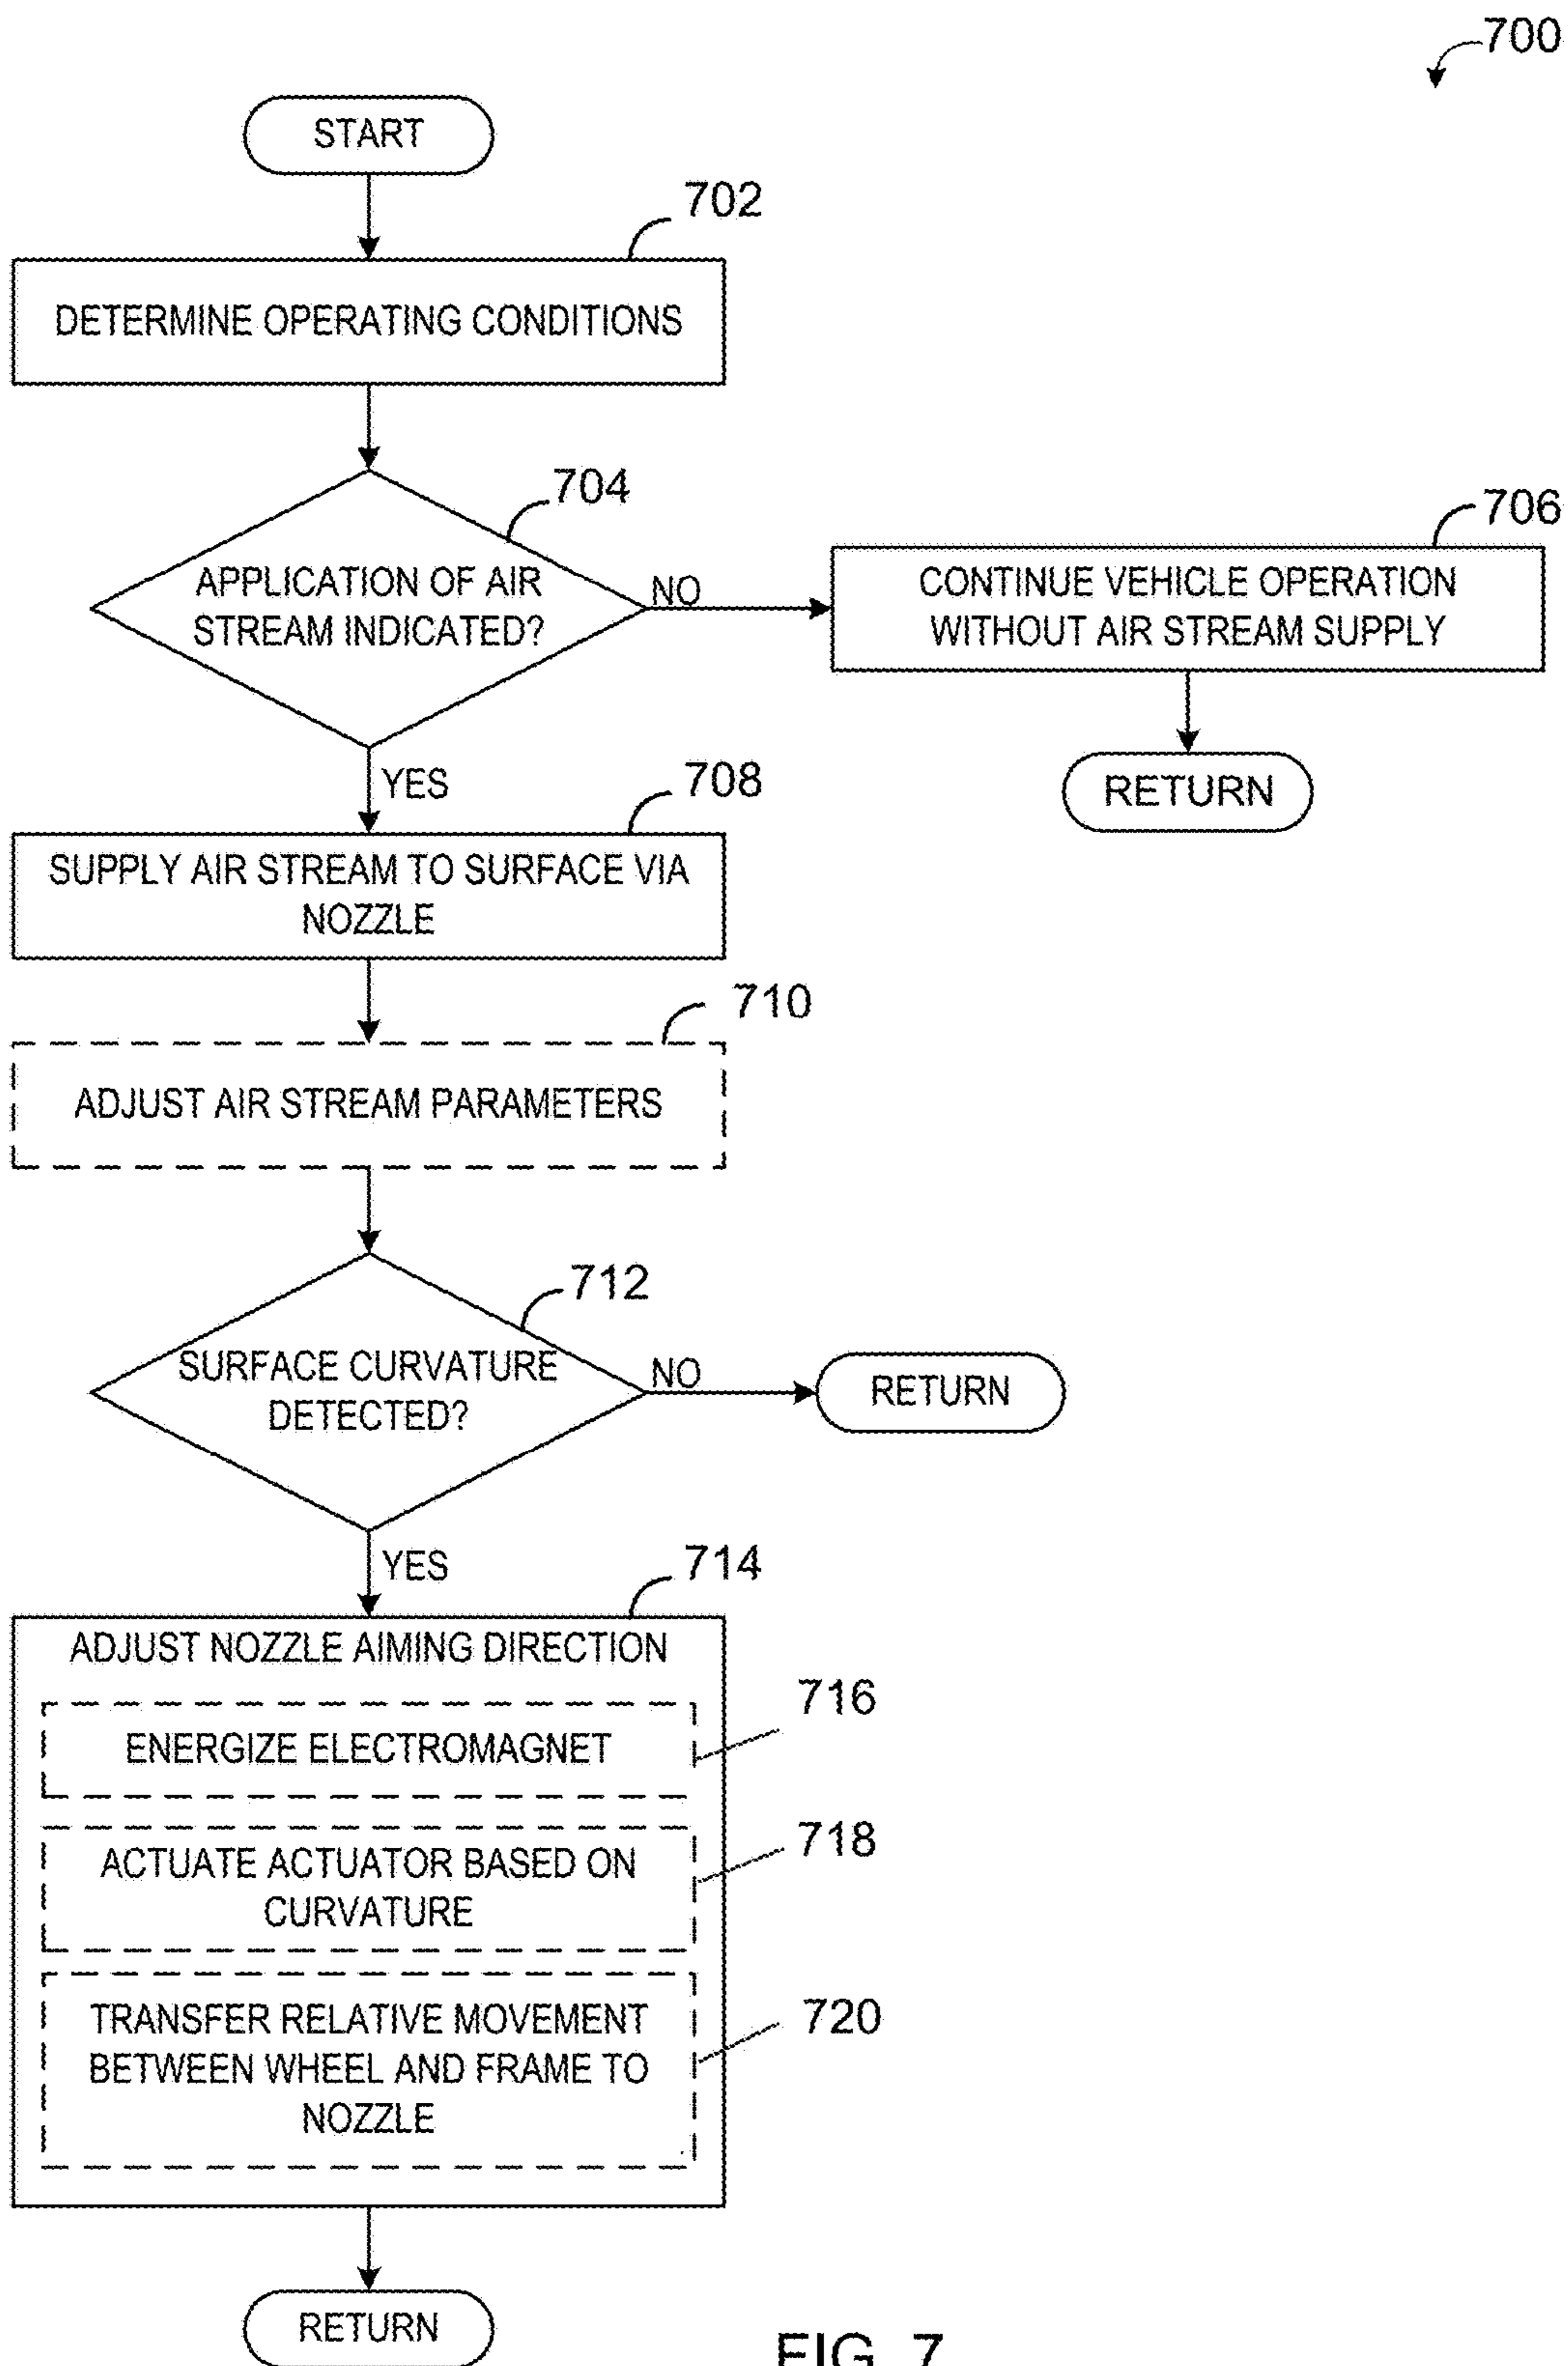 700
START
702
DETERMINE OPERATING CONDITIONS
704
APPLICATION OF AIR
STREAM INDICATED?
NO
706
CONTINUE VEHICLE OPERATION
WITHOUT AIR STREAM SUPPLY
RETURN
YES
708
SUPPLY AIR STREAM TO SURFACE VIA
NOZZLE
710
ADJUST AIR STREAM PARAMETERS
712
SURFACE CURVATURE
DETECTED?
NO
RETURN
YES
714
ADJUST NOZZLE AIMING DIRECTION
716
ENERGIZE ELECTROMAGNET
718
ACTUATE ACTUATOR BASED ON
CURVATURE
720
TRANSFER RELATIVE MOVEMENT
BETWEEN WHEEL AND FRAME TO
NOZZLE
RETURN
FIG. 7